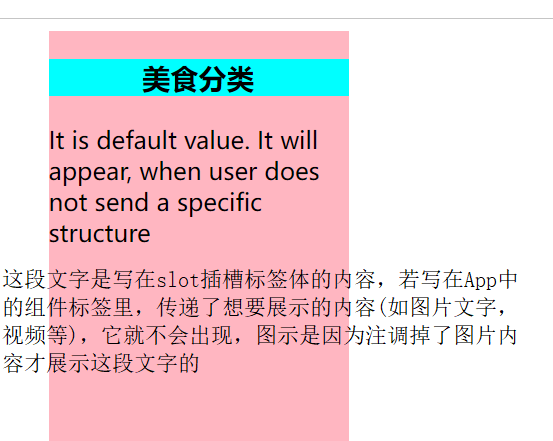 美食分类
It is default value. It will
appear, when user does
not send a specific
structure
这段文字是写在slot插槽标签体的内容，若写在App中
的组件标签里，传递了想要展示的内容(如图片文字，
视频等)，它就不会出现，图示是因为注调掉了图片内
容才展示这段文字的